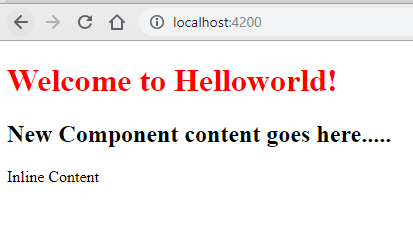 localhost:4200
Welcome to Helloworld!
New Component content goes here.....
Inline Content